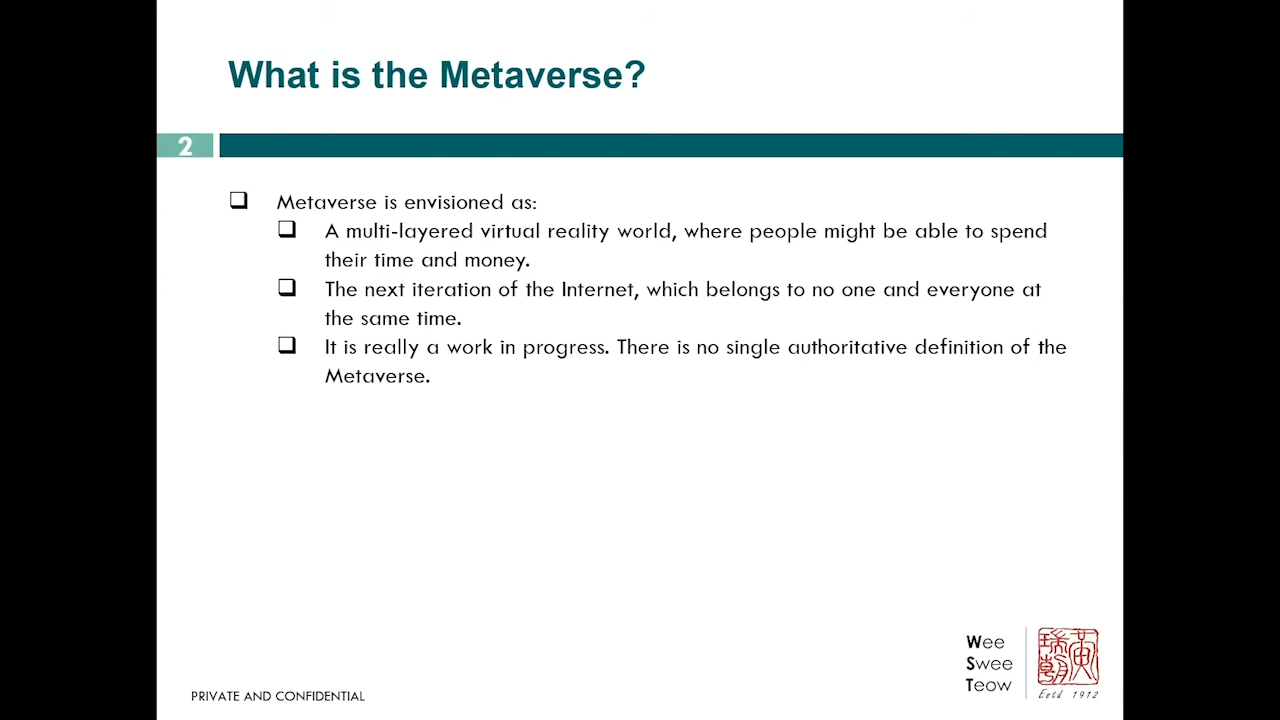 What is the Metaverse?
2
Metaverse is envisioned as:
A multi-layered virtual reality world, where people might be able to spend
their time and money.
The next iteration of the Internet, which belongs to no one and everyone at
the same time.
It is really a work in progress. There is no single authoritative definition of the
Metaverse.
Wee
Swee
Teow
黃瑞朝
Estd 1912
PRIVATE AND CONFIDENTIAL